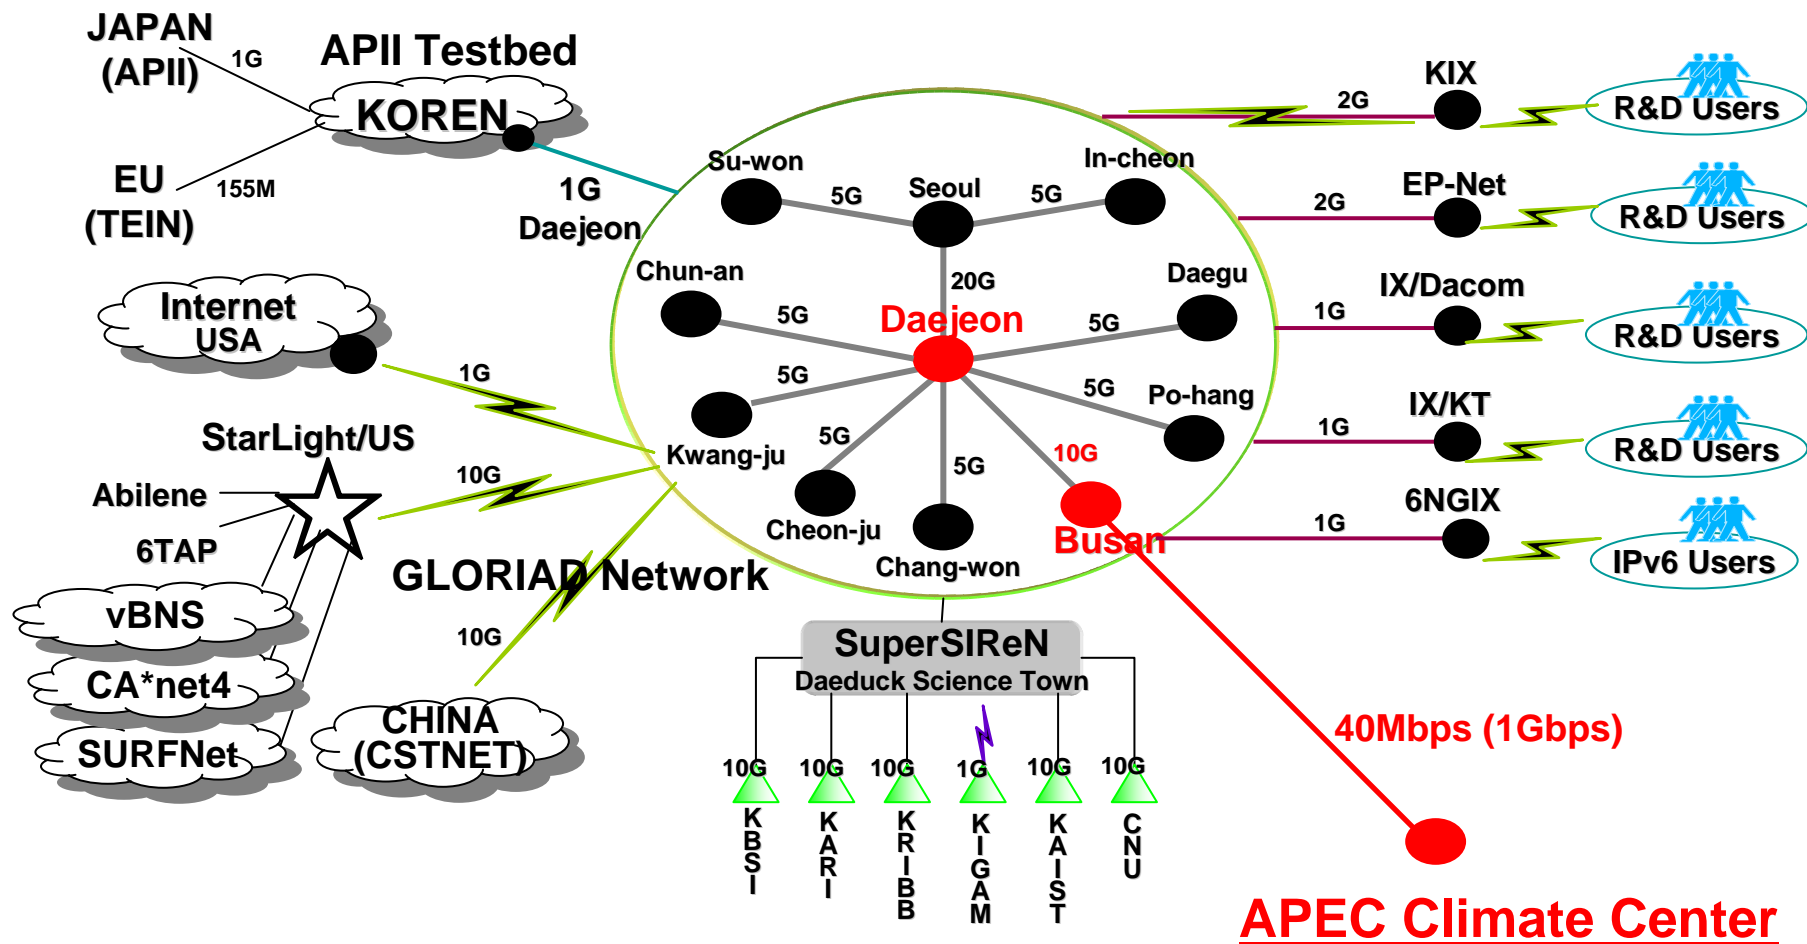 JAPAN
(APII)
1G
APII Testbed
KOREN
EU
(TEIN)
155M
1G
Daejeon
Internet
USA
1G
StarLight/US
10G
Abilene
6TAP
vBNS
CA*net4
SURFNet
GLORIAD Network
10G
CHINA
(CSTNET)
Su-won
5G
Seoul
5G
In-cheon
Chun-an
5G
20G
Daejeon
Daegu
5G
5G
Kwang-ju
5G
Po-hang
5G
Cheon-ju
5G
Chang-won
10G
Busan
KIX
2G
R&D Users
EP-Net
2G
R&D Users
IX/Dacom
1G
R&D Users
IX/KT
1G
R&D Users
6NGIX
1G
IPv6 Users
SuperSIReN
Daeduck Science Town
10G
10G
10G
1G
10G
10G
KBSI
KARI
KRIBB
KIGAM
KAIST
CNU
40Mbps (1Gbps)
APEC Climate Center